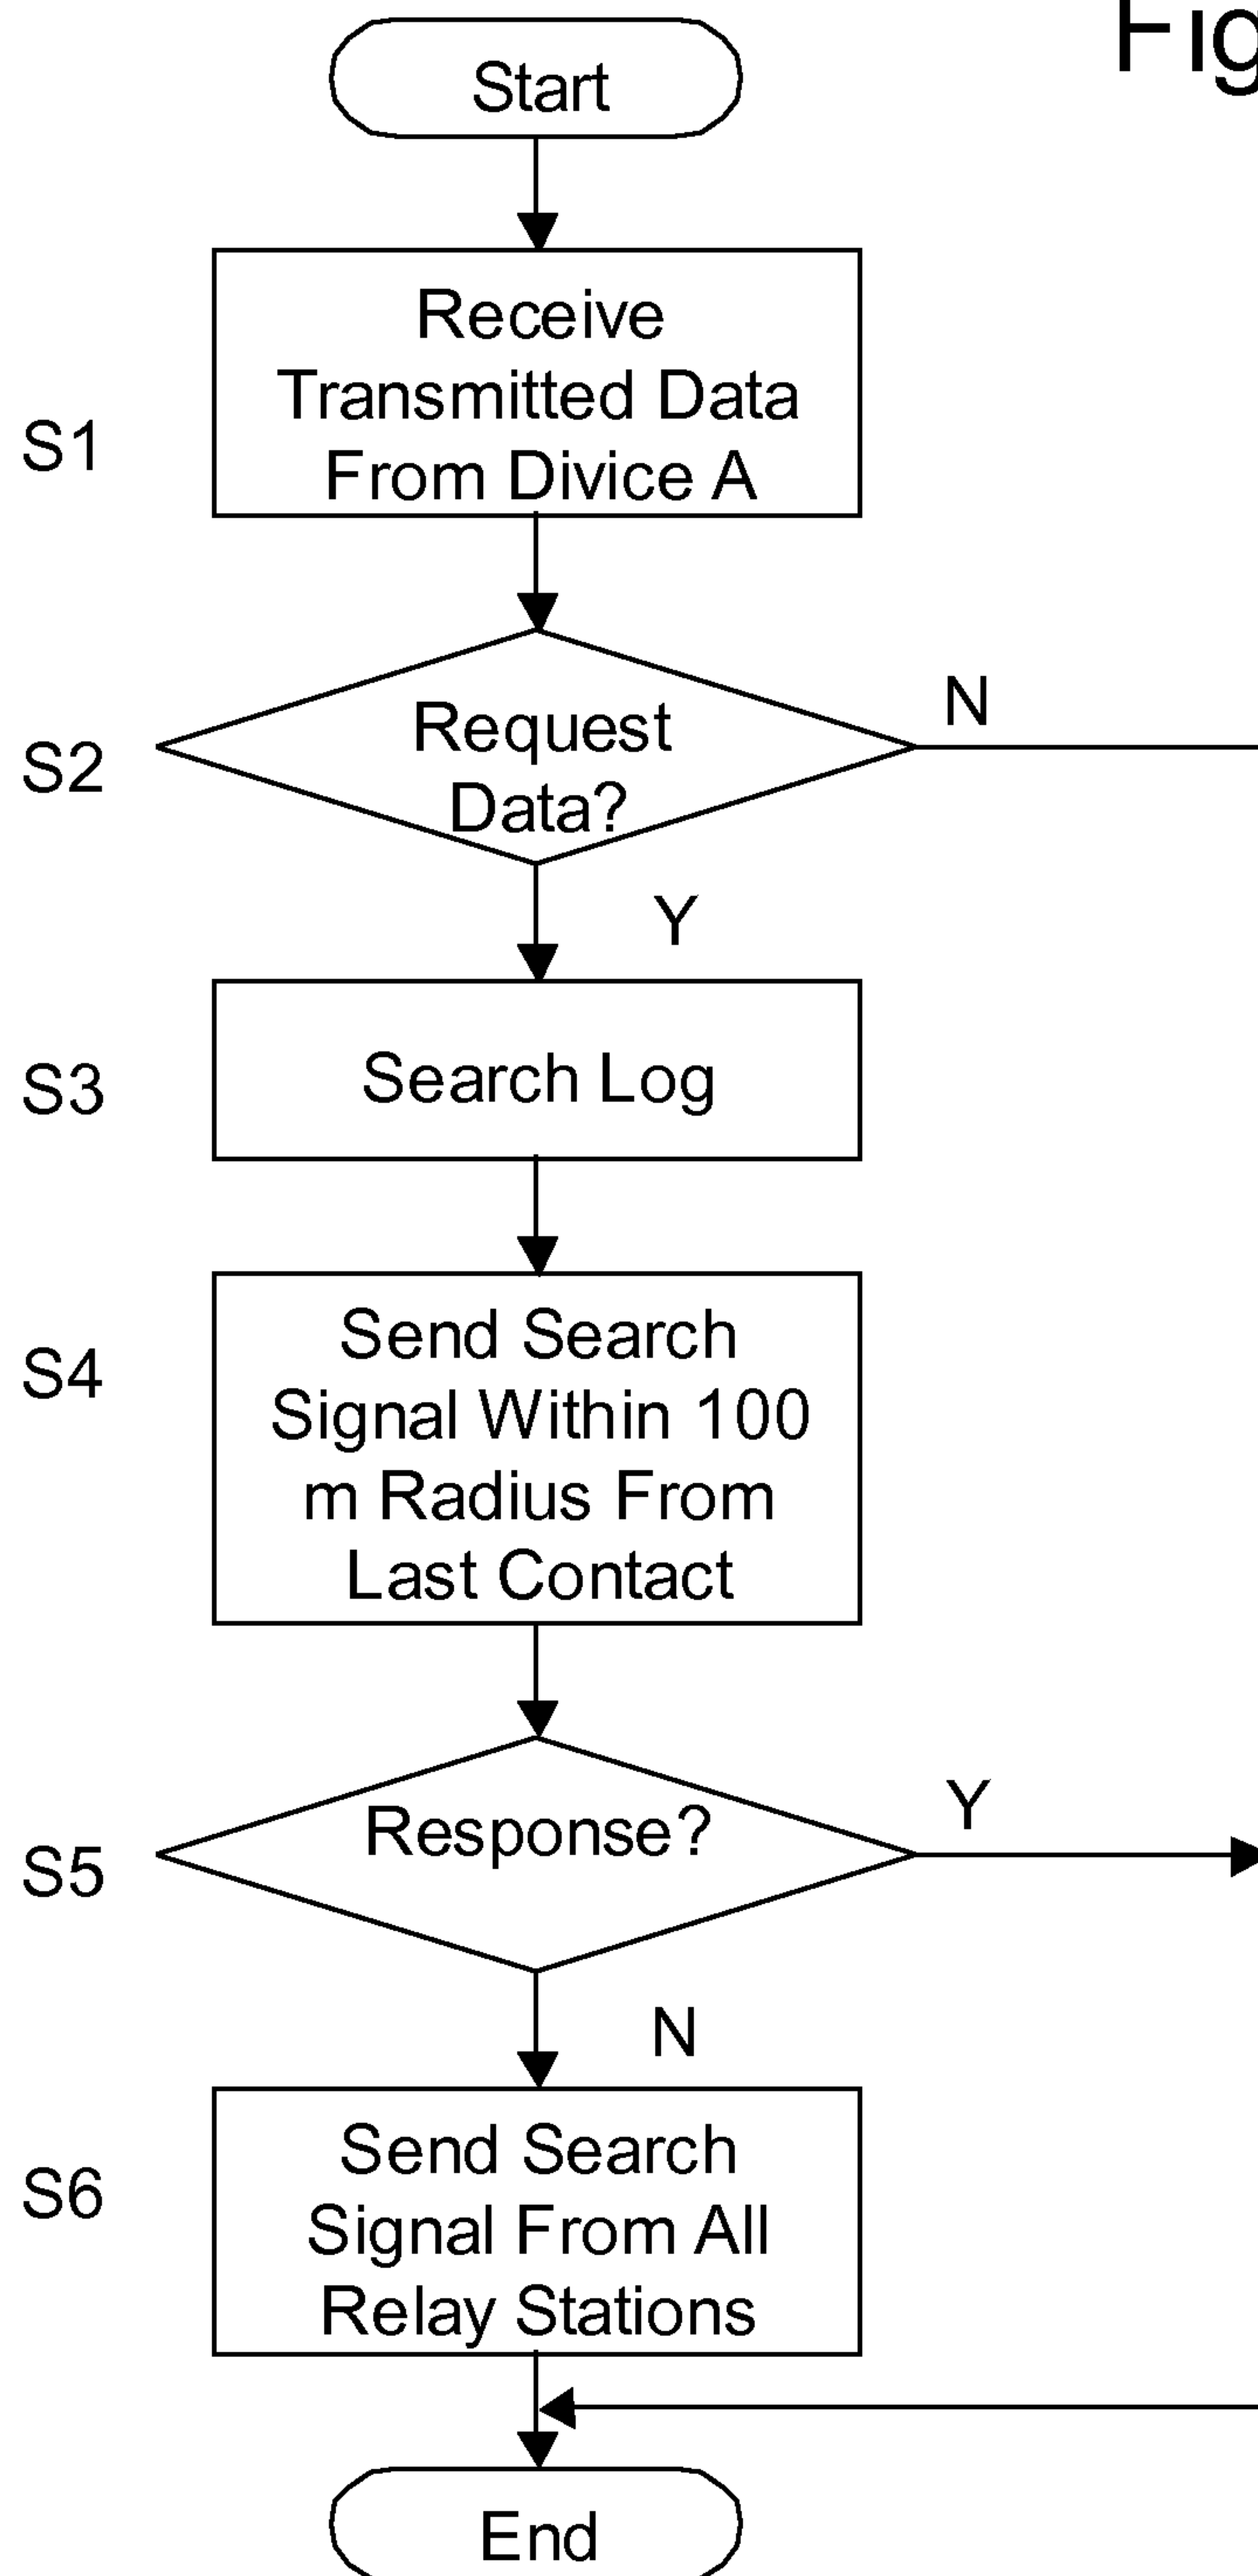 Fig
Start
Receive
Transmitted Data
From Divice A
S1
N
Request
Data?
S2
Y
Search Log
S3
Send Search
S4
Signal Within 100
m Radius From
Last Contact
Y
Response?
S5
N
Send Search
S6
Signal From All
Relay Stations
End